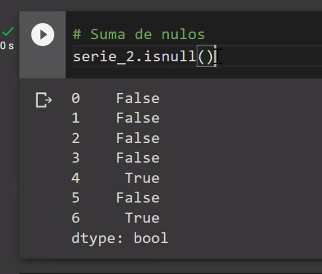 0 s
# Suma de nulos
serie_2.isnull()
0    False
1    False
2    False
3    False
4     True
5    False
6     True
dtype: bool